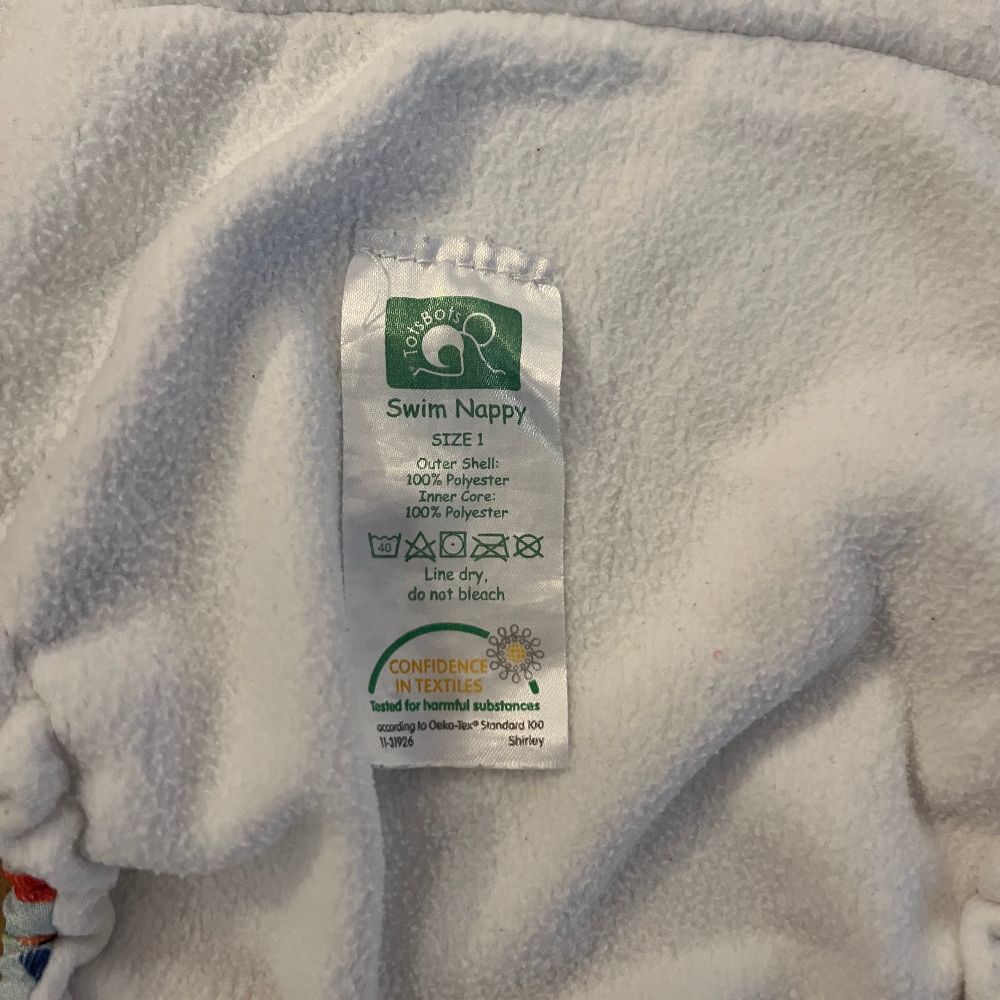 TotsBots
Swim Nappy
SIZE 1
Outer Shell:
100% Polyester
Inner Core:
100% Polyester
40
Line dry,
do not bleach
CONFIDENCE
IN TEXTILES
Tested for harmful substances
according to Oeko-Tex® Standard 100
11-31926 Shirley